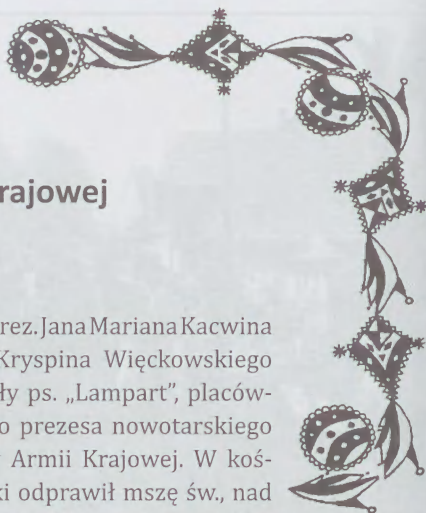 rajowej
rez. Jana Mariana Kacwina
Kryspina Więckowskiego
ły ps. „Lampart”, placów-
o prezesa nowotarskiego
Armii Krajowej. W koś-
ki odprawił mszę św., nad